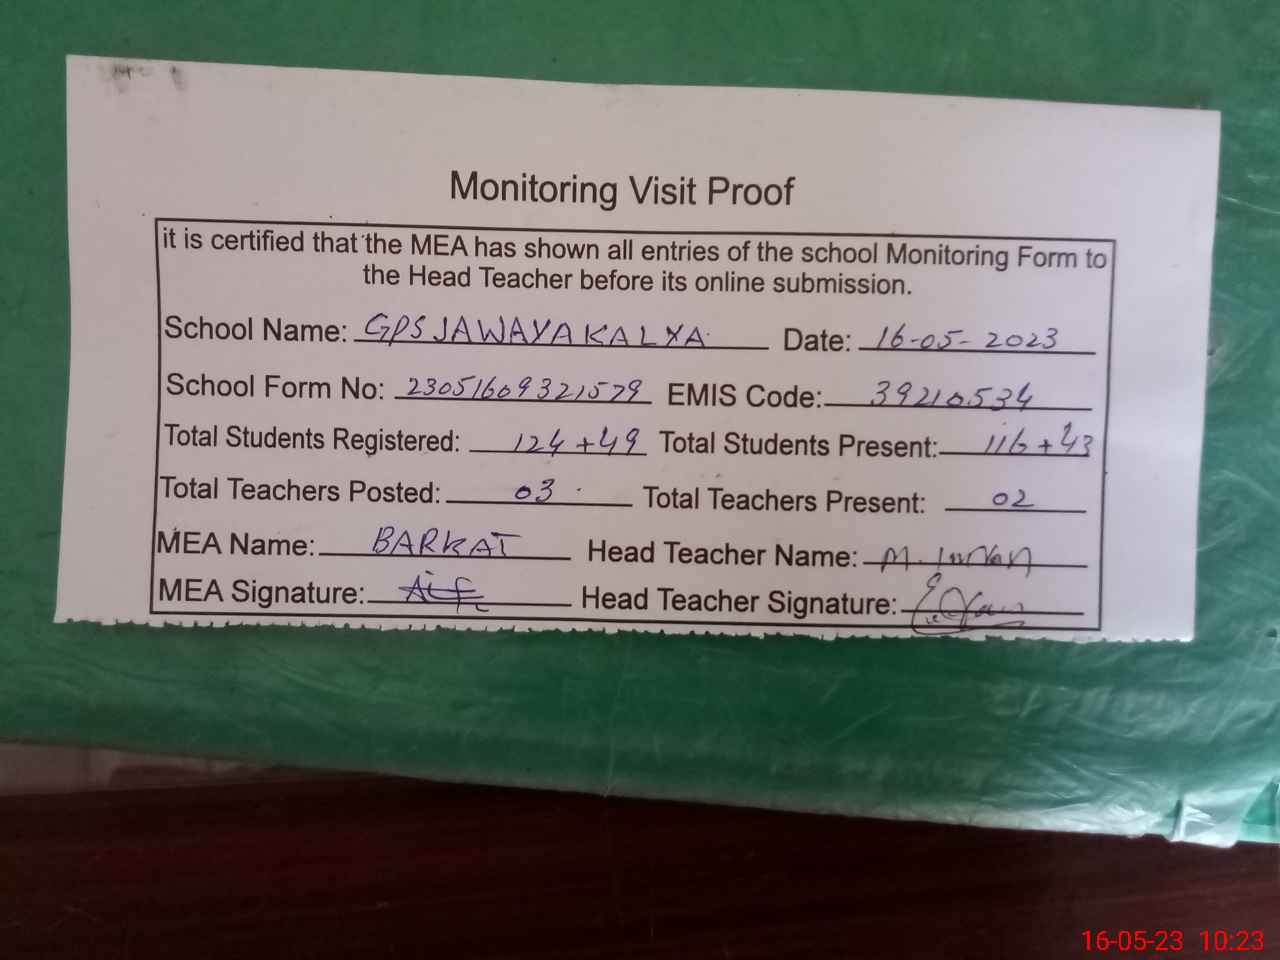 Monitoring Visit Proof
it is certified that the MEA has shown all entries of the school Monitoring Form to
the Head Teacher before its online submission.
School Name: GPS JAWAYA KALYA Date: 16-05-2023
School Form No: 23051609321579 EMIS Code: 39210534
Total Students Registered: 124+49 Total Students Present: 116+43
Total Teachers Posted: 03 Total Teachers Present: 02
MEA Name: BARKAT Head Teacher Name: M.
MEA Signature: Head Teacher Signature:
16-05-23 10:23